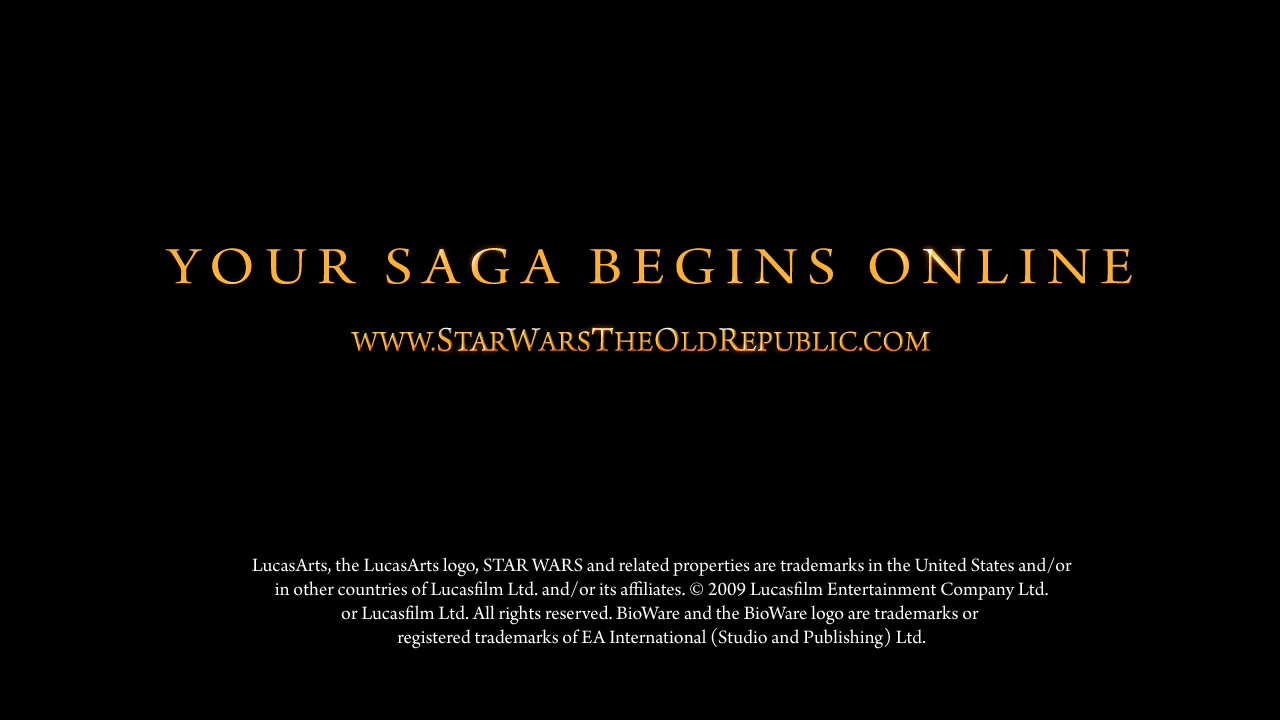 YOUR SAGA BEGINS ONLINE
WWW.STARWARSTHEOLDREPUBLIC.COM
LucasArts, the LucasArts logo, STAR WARS and related properties are trademarks in the United States and/or
in other countries of Lucasfilm Ltd. and/or its affiliates. © 2009 Lucasfilm Entertainment Company Ltd.
or Lucasfilm Ltd. All rights reserved. BioWare and the BioWare logo are trademarks or
registered trademarks of EA International (Studio and Publishing) Ltd.